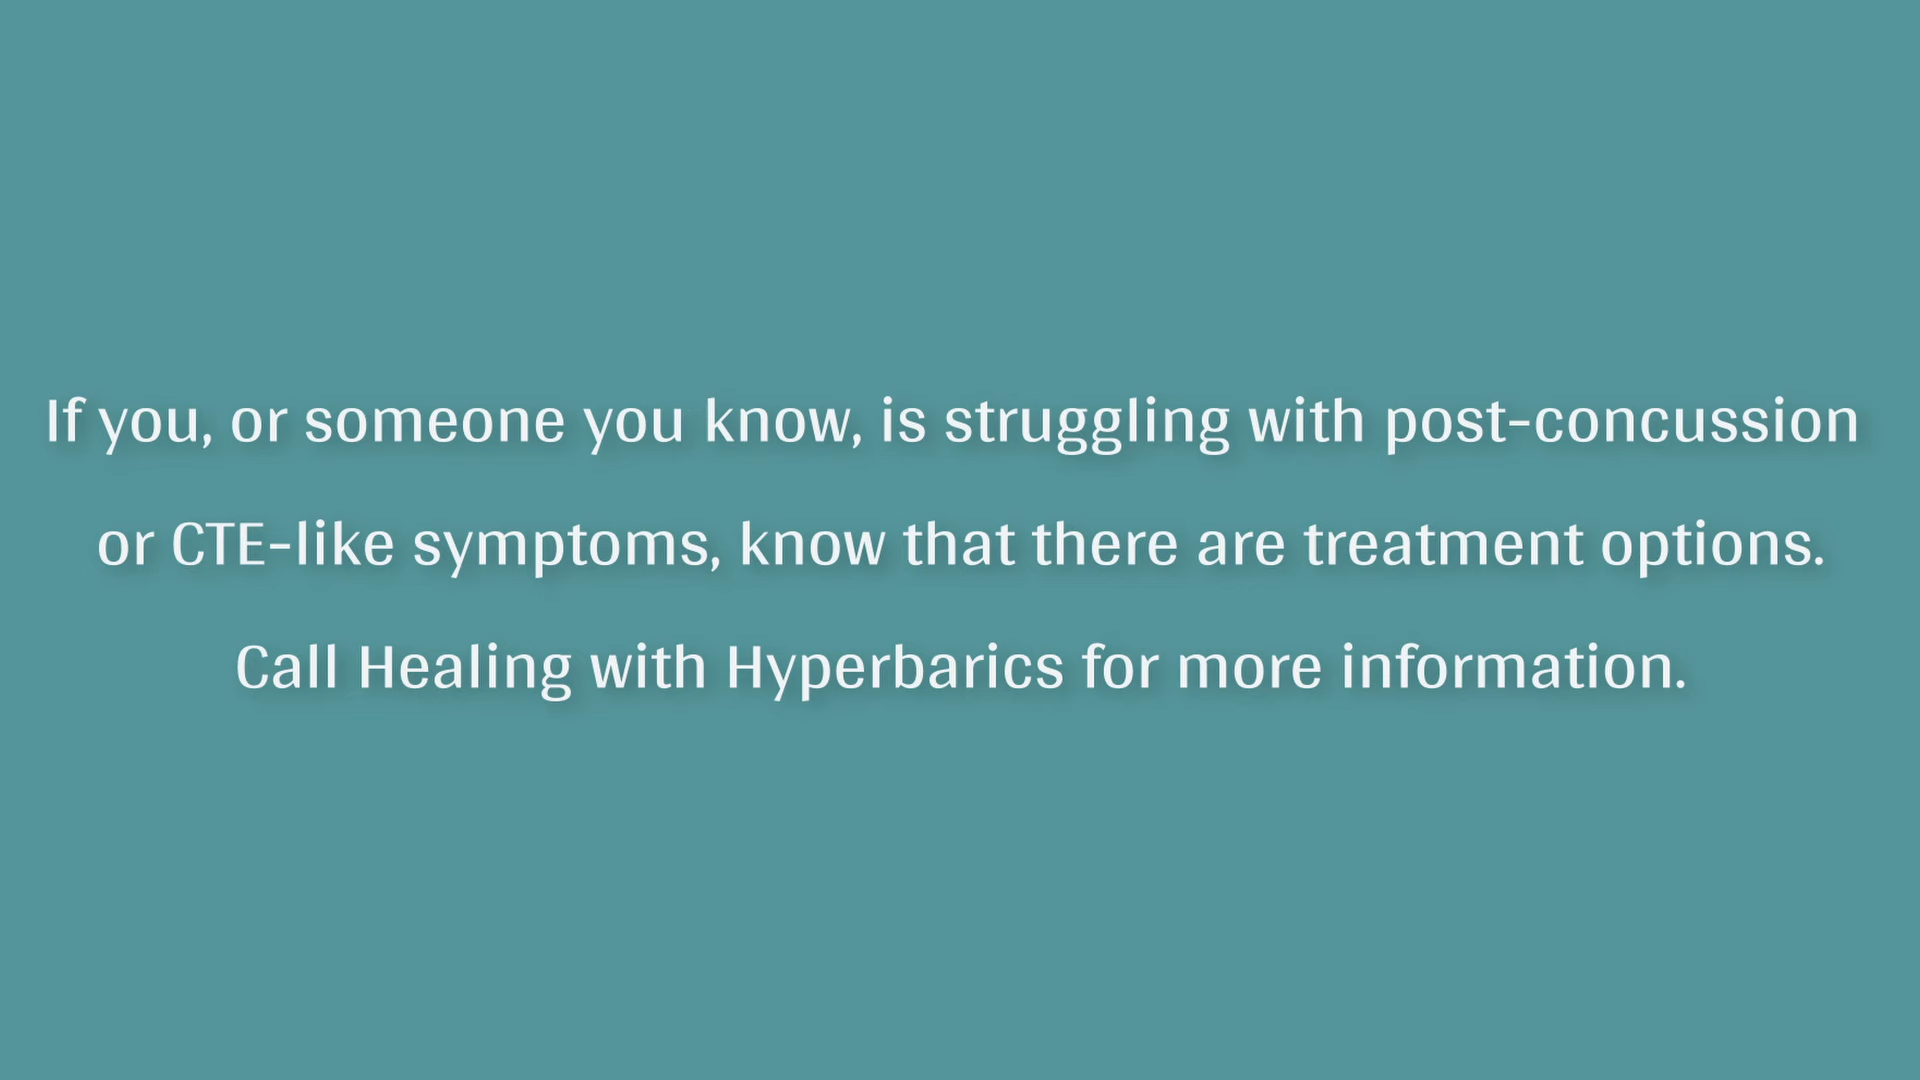 If you, or someone you know, is struggling with post-concussion
or CTE-like symptoms, know that there are treatment options.
Call Healing with Hyperbarics for more information.